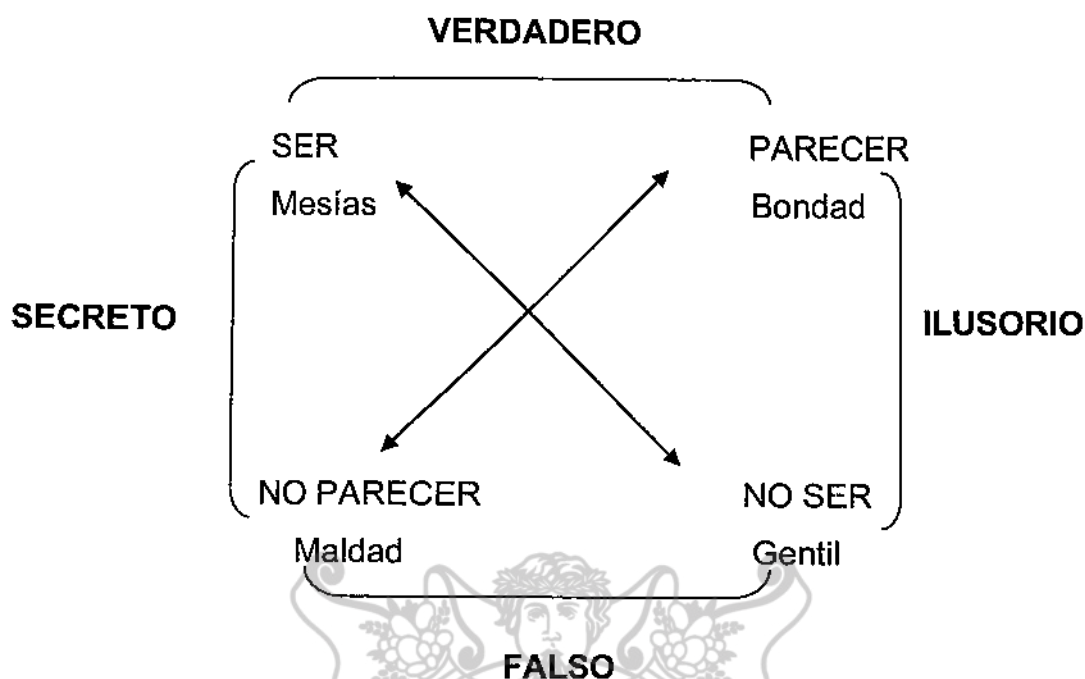 VERDADERO
SER
PARECER
Mesías
Bondad
SECRETO
ILUSORIO
NO PARECER
NO SER
Maldad
Gentil
FALSO